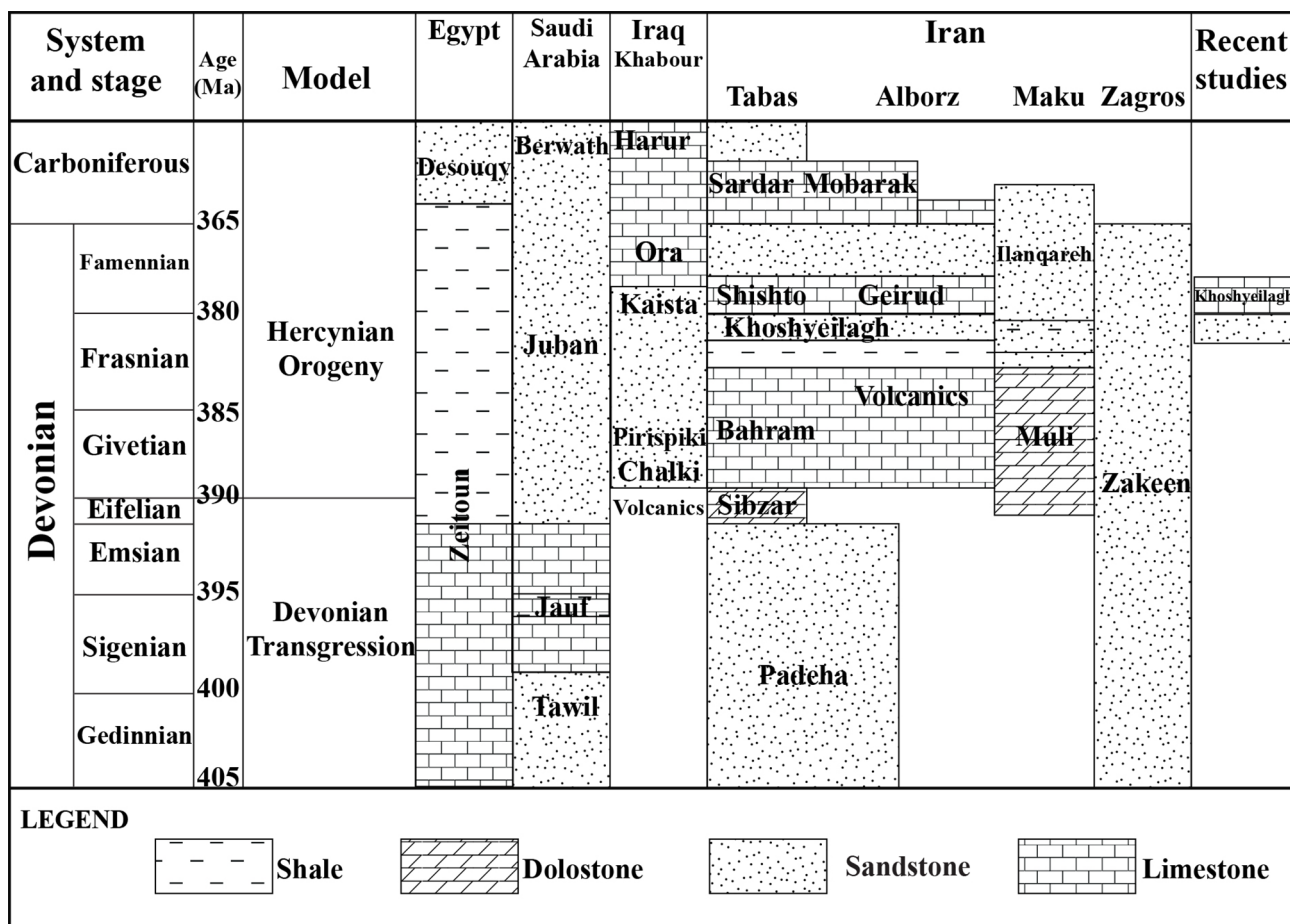 System
and stage
Age
(Ma)
Model
Egypt
Saudi
Arabia
Iraq
Khabour
Iran
Tabas
Alborz
Maku
Zagros
Recent
studies
Carboniferous
Devonian
Famennian
Frasnian
Givetian
Eifelian
Emsian
Sigenian
Gedinnian
365
380
385
390
395
400
405
Hercynian
Orogeny
Devonian
Transgression
Desouqy
Zeitoun
Berwath
Juban
Jauf
Tawil
Harur
Ora
Kaista
Pirispiki
Chalki
Volcanics
Sardar Mobarak
Shishto
Geirud
Khoshyeilagh
Volcanics
Bahram
Sibzar
Padeha
Ilanqareh
Muli
Zakeen
Khoshyeilagh
LEGEND
Shale
Dolostone
Sandstone
Limestone